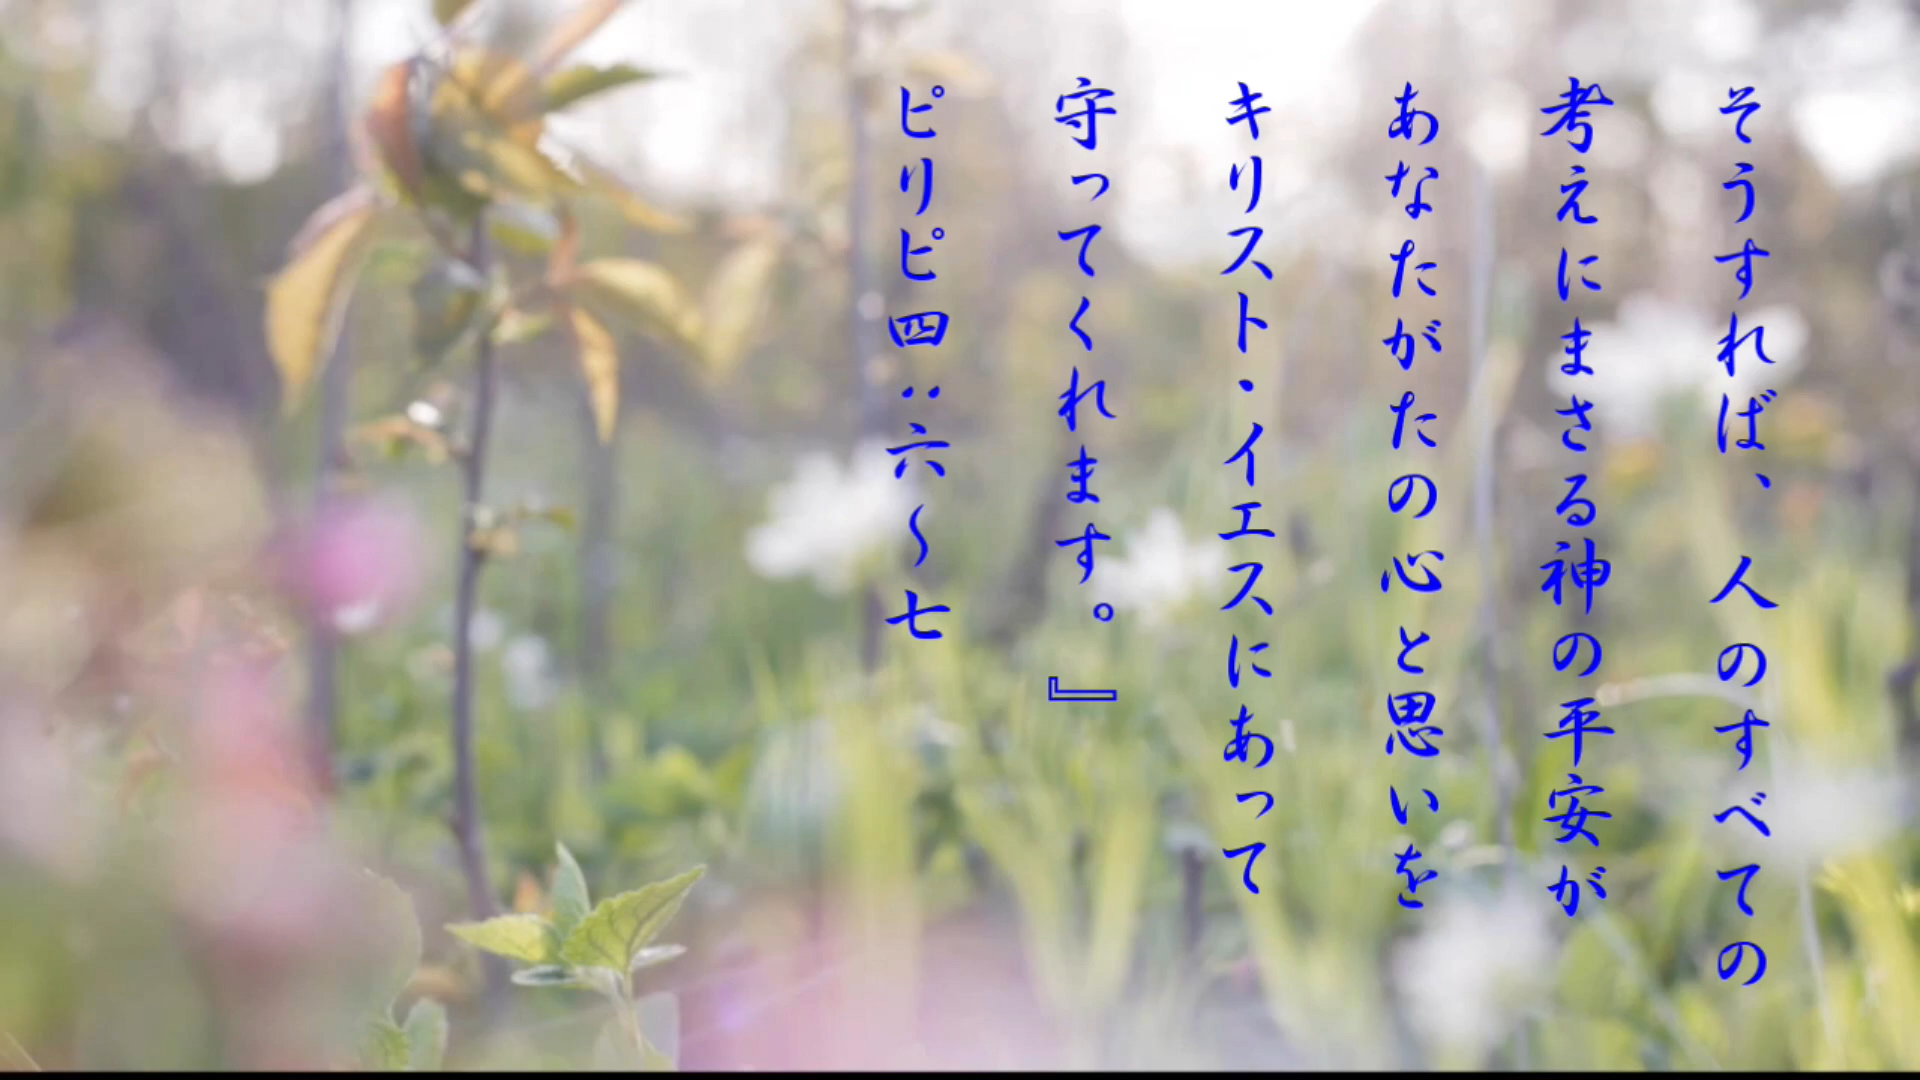 そうすれば、人のすべての
考えにまさる神の平安が
あなたがたの心と思いを
キリスト・イエスにあって
守ってくれます。』
ピリピ四：六～七